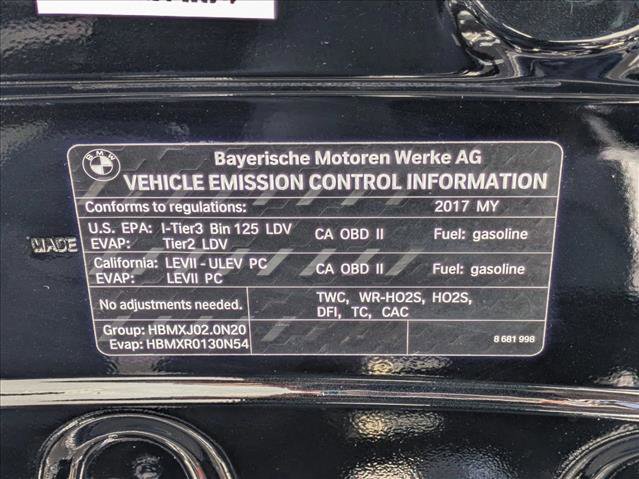 BMW
Bayerische Motoren Werke AG
VEHICLE EMISSION CONTROL INFORMATION
Conforms to regulations: 2017 MY
U.S. EPA: I-Tier3 Bin 125 LDV CA OBD II Fuel: gasoline
EVAP: Tier2 LDV
California: LEVII - ULEV PC CA OBD II Fuel: gasoline
EVAP: LEVII PC
No adjustments needed. TWC, WR-HO2S, HO2S,
DFI, TC, CAC
Group: HBMXJ02.0N20
Evap: HBMXR0130N54 8 681 998
MADE